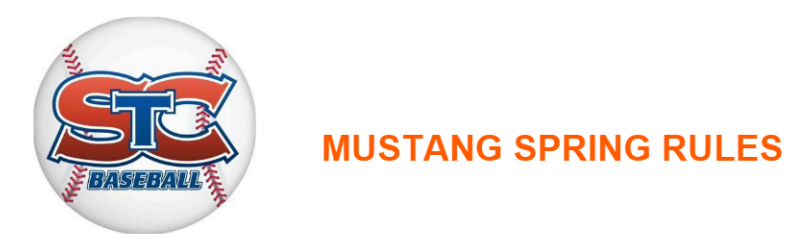 STC
BASEBALL
MUSTANG SPRING RULES